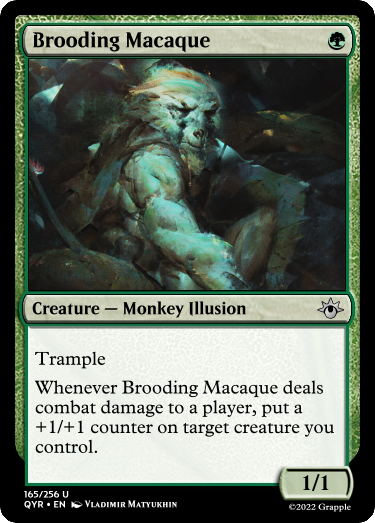 Brooding Macaque
Creature — Monkey Illusion
Trample
Whenever Brooding Macaque deals
combat damage to a player, put a
+1/+1 counter on target creature you
control.
1/1
165/256 U
QYR • EN Vladimir Matyukhin
©2022 Grapple